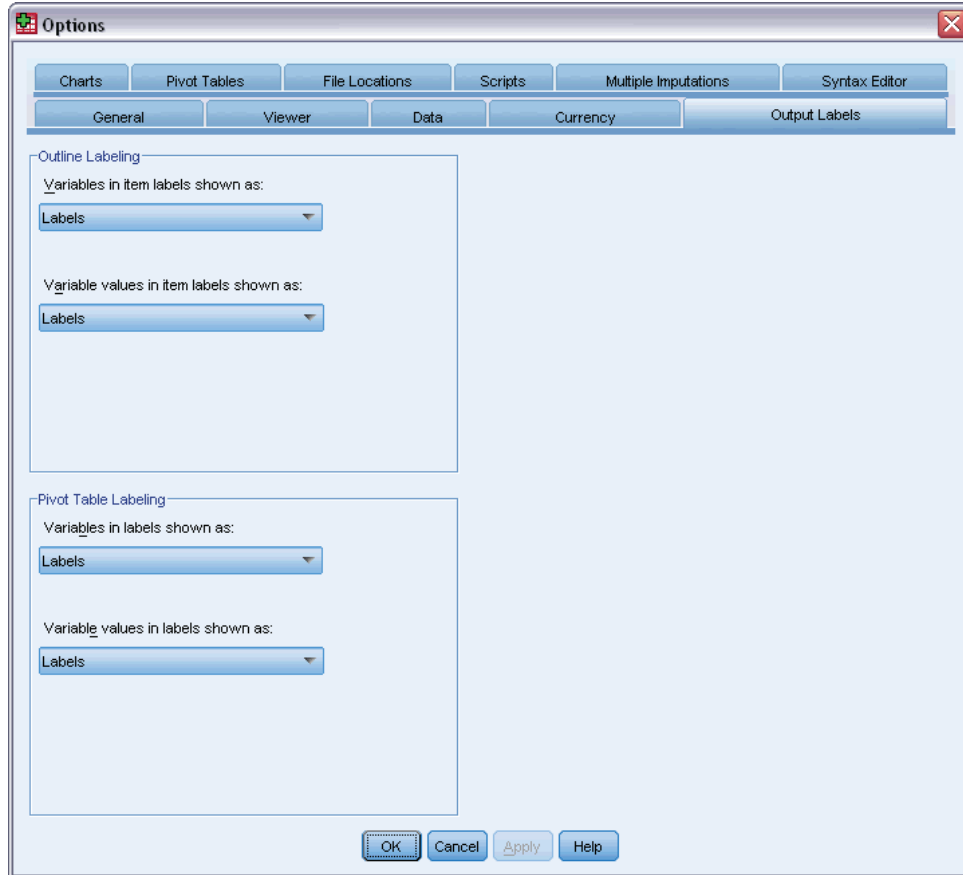 Options
Charts Pivot Tables File Locations Scripts Multiple Imputations Syntax Editor
General Viewer Data Currency Output Labels
Outline Labeling
Variables in item labels shown as:
Labels
Variable values in item labels shown as:
Labels
Pivot Table Labeling
Variables in labels shown as:
Labels
Variable values in labels shown as:
Labels
OK Cancel Apply Help